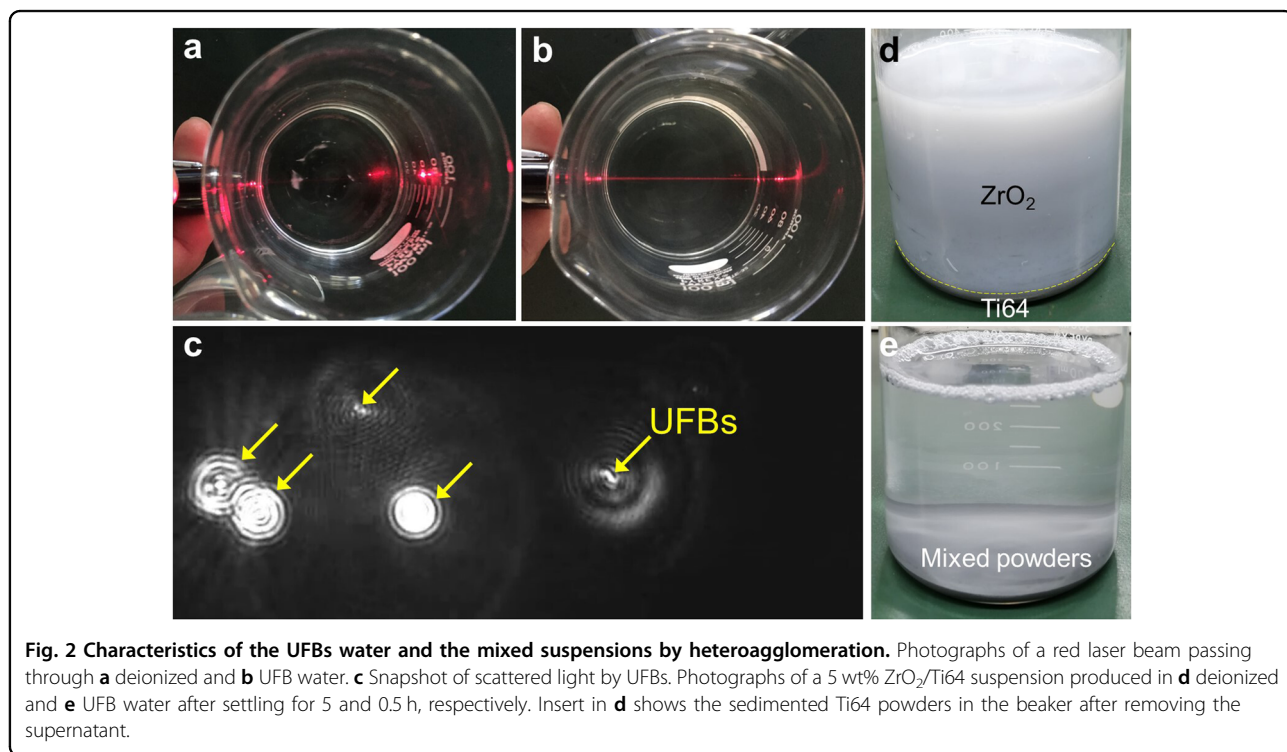 a
b
d
ZrO₂
Ti64
c
UFBs
e
200
100
Mixed powders
Fig. 2 Characteristics of the UFBs water and the mixed suspensions by heteroagglomeration. Photographs of a red laser beam passing
through a deionized and b UFB water. c Snapshot of scattered light by UFBs. Photographs of a 5 wt% ZrO₂/Ti64 suspension produced in d deionized
and e UFB water after settling for 5 and 0.5 h, respectively. Insert in d shows the sedimented Ti64 powders in the beaker after removing the
supernatant.